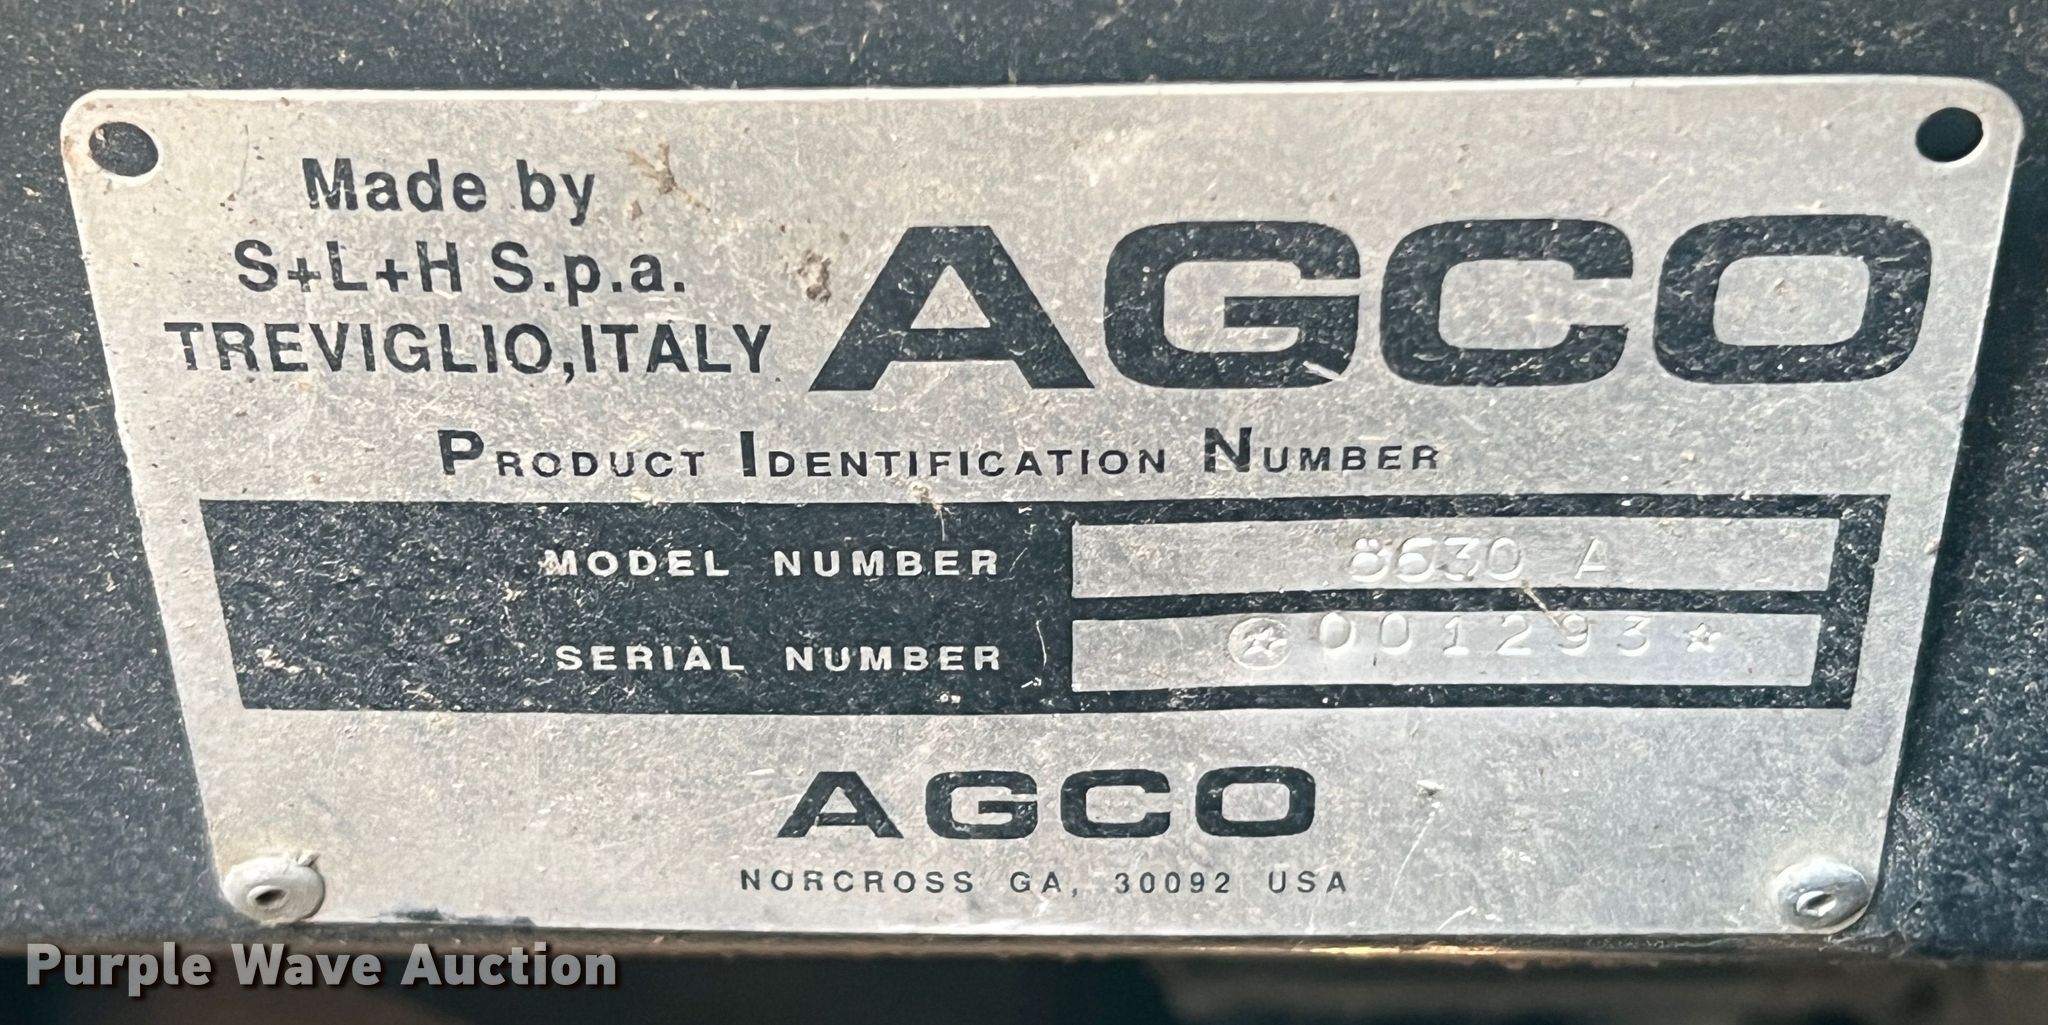 Made by
S+L+H S.p.a.
TREVIGLIO, ITALY
AGCO
PRODUCT IDENTIFICATION NUMBER
MODEL NUMBER 8630 A
SERIAL NUMBER ✪001293☆
AGCO
NORCROSS GA, 30092 USA
Purple Wave Auction